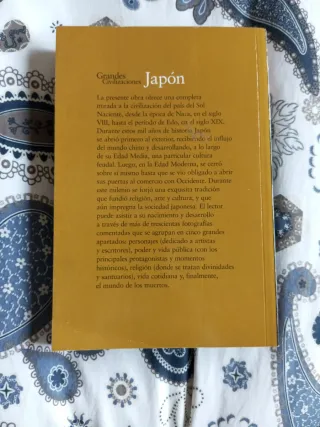 Grandes
Civilizaciones Japón
La presente obra ofrece una completa
mirada a la civilización del país del Sol
Naciente, desde la época de Nara, en el siglo
VIII, hasta el período de Edo, en el siglo XIX.
Durante estos mil años de historia Japón
se abrió primero al exterior, recibiendo el influjo
del mundo chino y desarrollando, a lo largo
de su Edad Media, una particular cultura
feudal. Luego, en la Edad Moderna, se cerró
sobre sí mismo hasta que se vio obligado a abrir
sus puertas al comercio con Occidente. Durante
este milenio se forjó una exquisita tradición
que fundió religión, arte y cultura, y que
aún impregna la sociedad japonesa. El lector
puede asistir a su nacimiento y desarrollo
a través de más de trescientas fotografías
comentadas que se agrupan en cinco grandes
apartados: personajes (dedicado a artistas
y escritores), poder y vida pública (con los
principales protagonistas y momentos
históricos), religión (donde se tratan divinidades
y santuarios), vida cotidiana y, finalmente,
el mundo de los muertos.